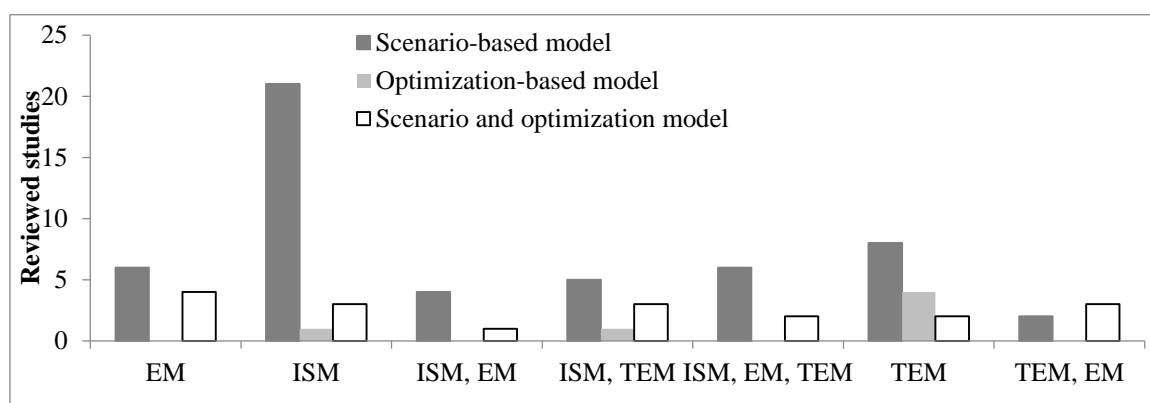 25
20
15
10
5
0
Reviewed studies
Scenario-based model
Optimization-based model
Scenario and optimization model
EM
ISM
ISM, EM
ISM, TEM
ISM, EM, TEM
TEM
TEM, EM